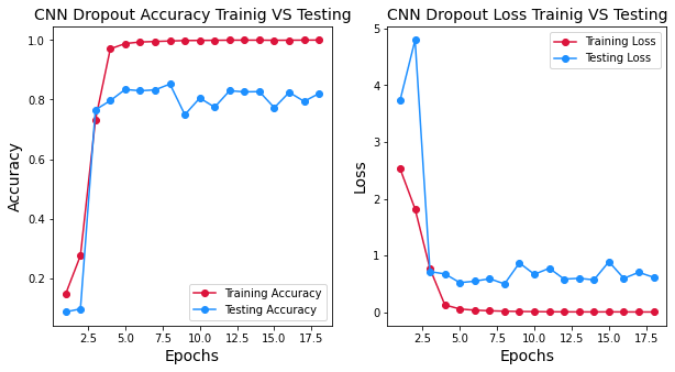 CNN Dropout Accuracy Trainig VS Testing
1.0
0.8
0.6
0.4
0.2
Accuracy
Training Accuracy
Testing Accuracy
2.5 5.0 7.5 10.0 12.5 15.0 17.5
Epochs
CNN Dropout Loss Trainig VS Testing
5
4
3
2
1
0
Loss
Training Loss
Testing Loss
2.5 5.0 7.5 10.0 12.5 15.0 17.5
Epochs